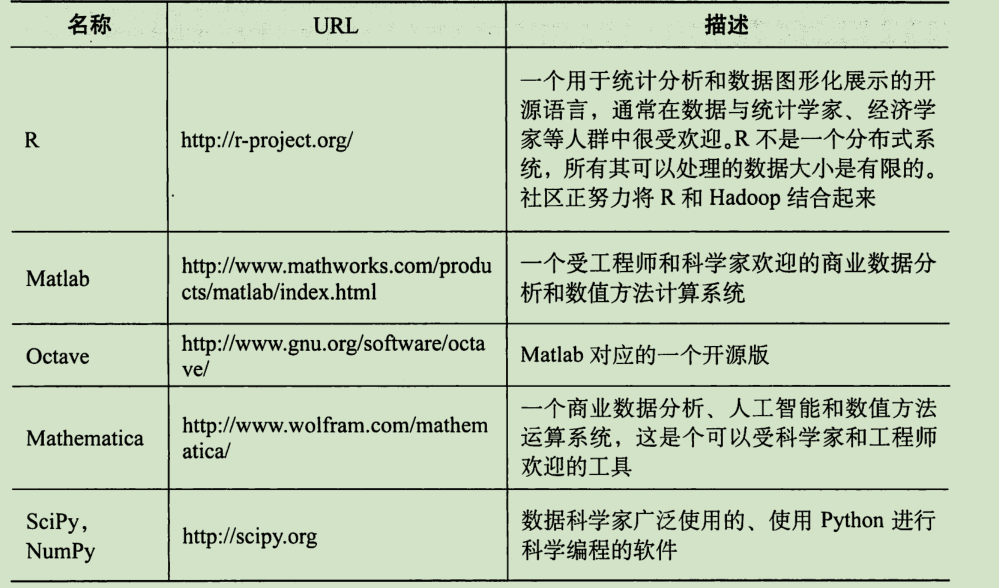 名称 URL 描述
R
http://r-project.org/
一个用于统计分析和数据图形化展示的开
源语言，通常在数据与统计学家、经济学
家等人群中很受欢迎。R 不是一个分布式系
统，所有其可以处理的数据大小是有限的。
社区正努力将 R 和 Hadoop 结合起来
Matlab
http://www.mathworks.com/produ
cts/matlab/index.html
一个受工程师和科学家欢迎的商业数据分
析和数值方法计算系统
Octave
http://www.gnu.org/software/octa
ve/
Matlab 对应的一个开源版
Mathematica
http://www.wolfram.com/mathem
atica/
一个商业数据分析、人工智能和数值方法
运算系统，这是个可以受科学家和工程师
欢迎的工具
SciPy，
NumPy
http://scipy.org
数据科学家广泛使用的、使用 Python 进行
科学编程的软件